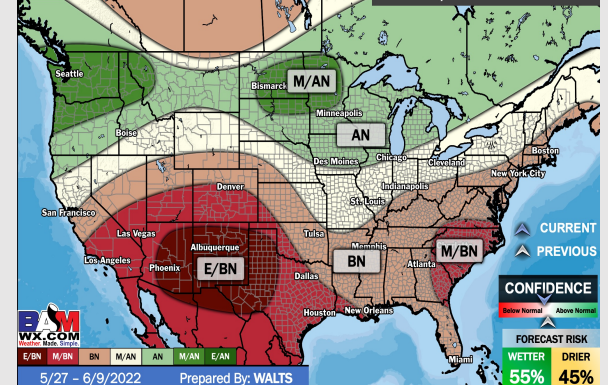 Seattle
Bismarck
M/AN
Minneapolis
Boise
AN
Des Moines
Chicago
Cleveland
Boston
New York City
Denver
Indianapolis
San Francisco
St. Louis
Las Vegas
Tulsa
Memphis
CURRENT
Los Angeles
Albuquerque
M/BN
PREVIOUS
Phoenix
E/BN
BN
Atlanta
Dallas
CONFIDENCE
Houston
New Orleans
Below Normal
Above Normal
BAM
WX.COM
Weather. Made. Simple.
FORECAST RISK
E/BN M/BN BN M/AN AN M/AN E/AN
Miami
WETTER DRIER
5/27 - 6/9/2022 Prepared By: WALTS
55% 45%